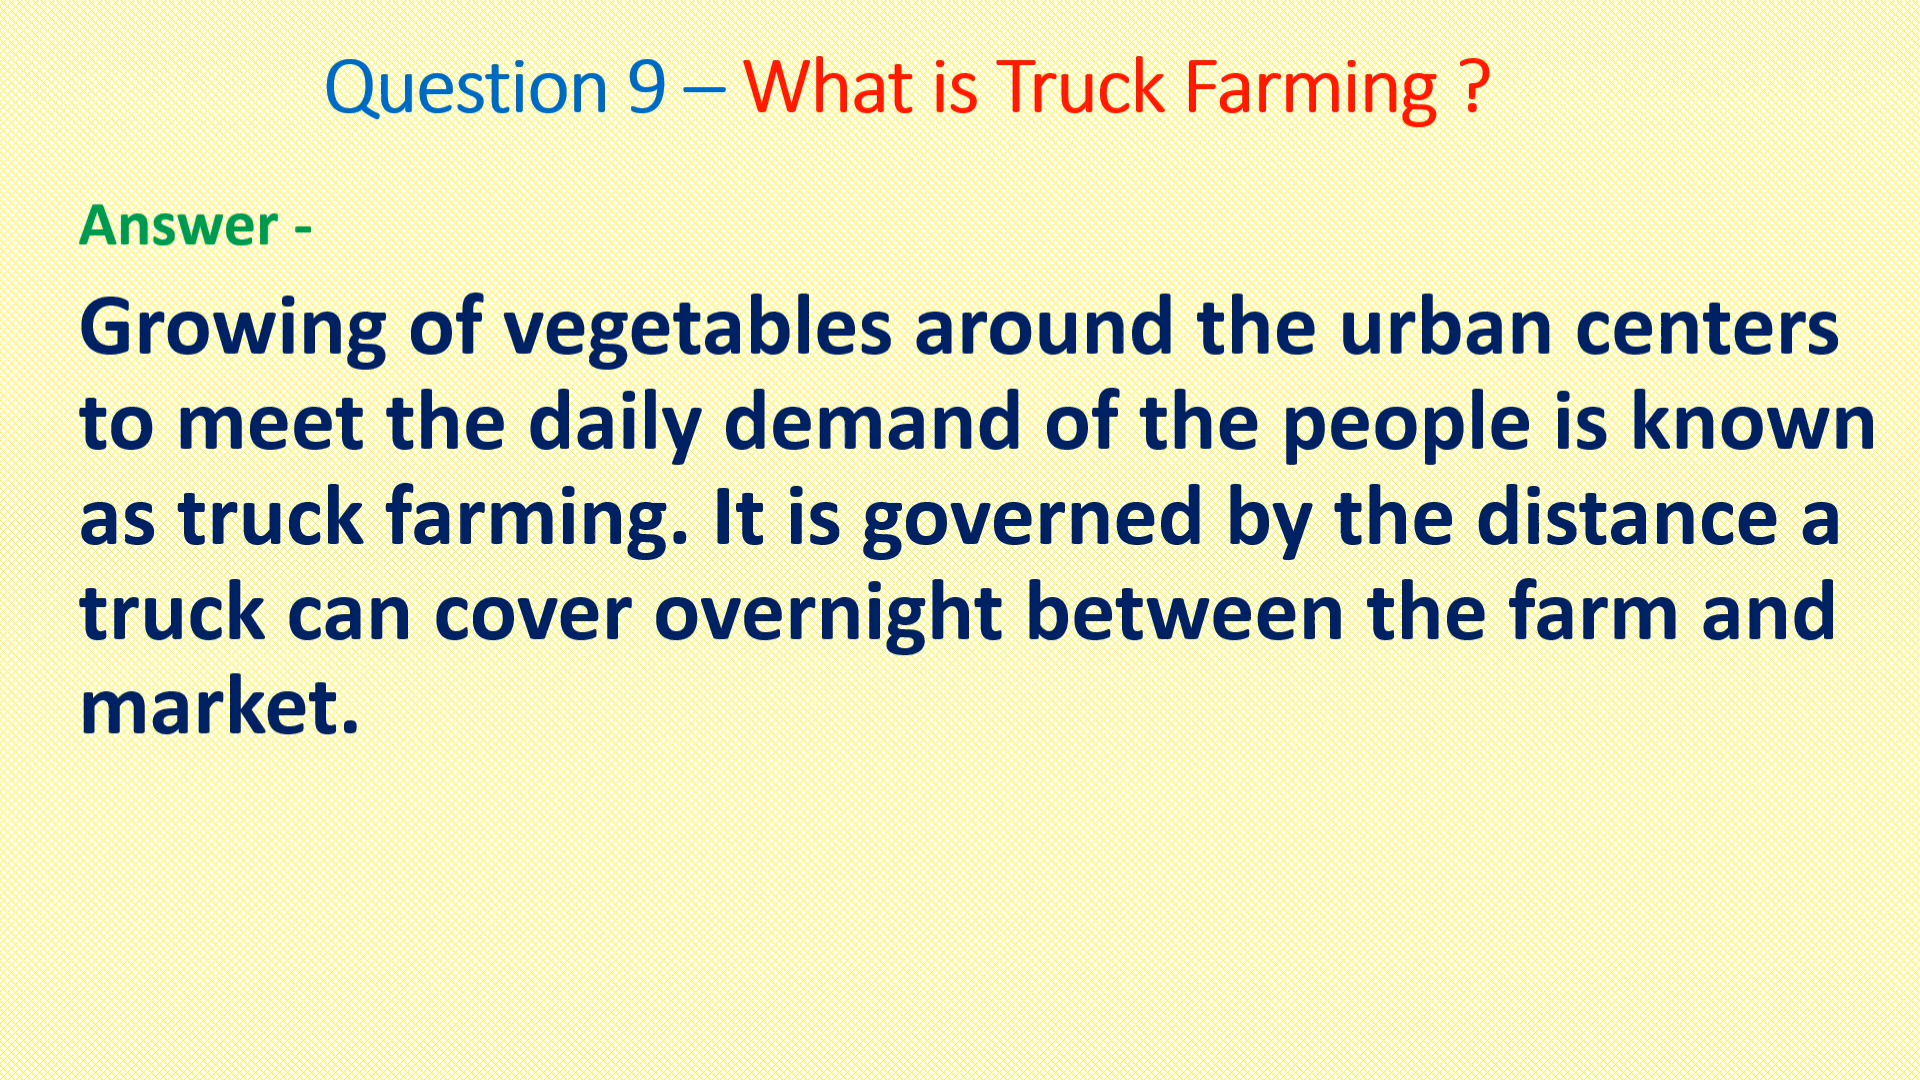 Question 9 – What is Truck Farming ?
Answer -
Growing of vegetables around the urban centers
to meet the daily demand of the people is known
as truck farming. It is governed by the distance a
truck can cover overnight between the farm and
market.